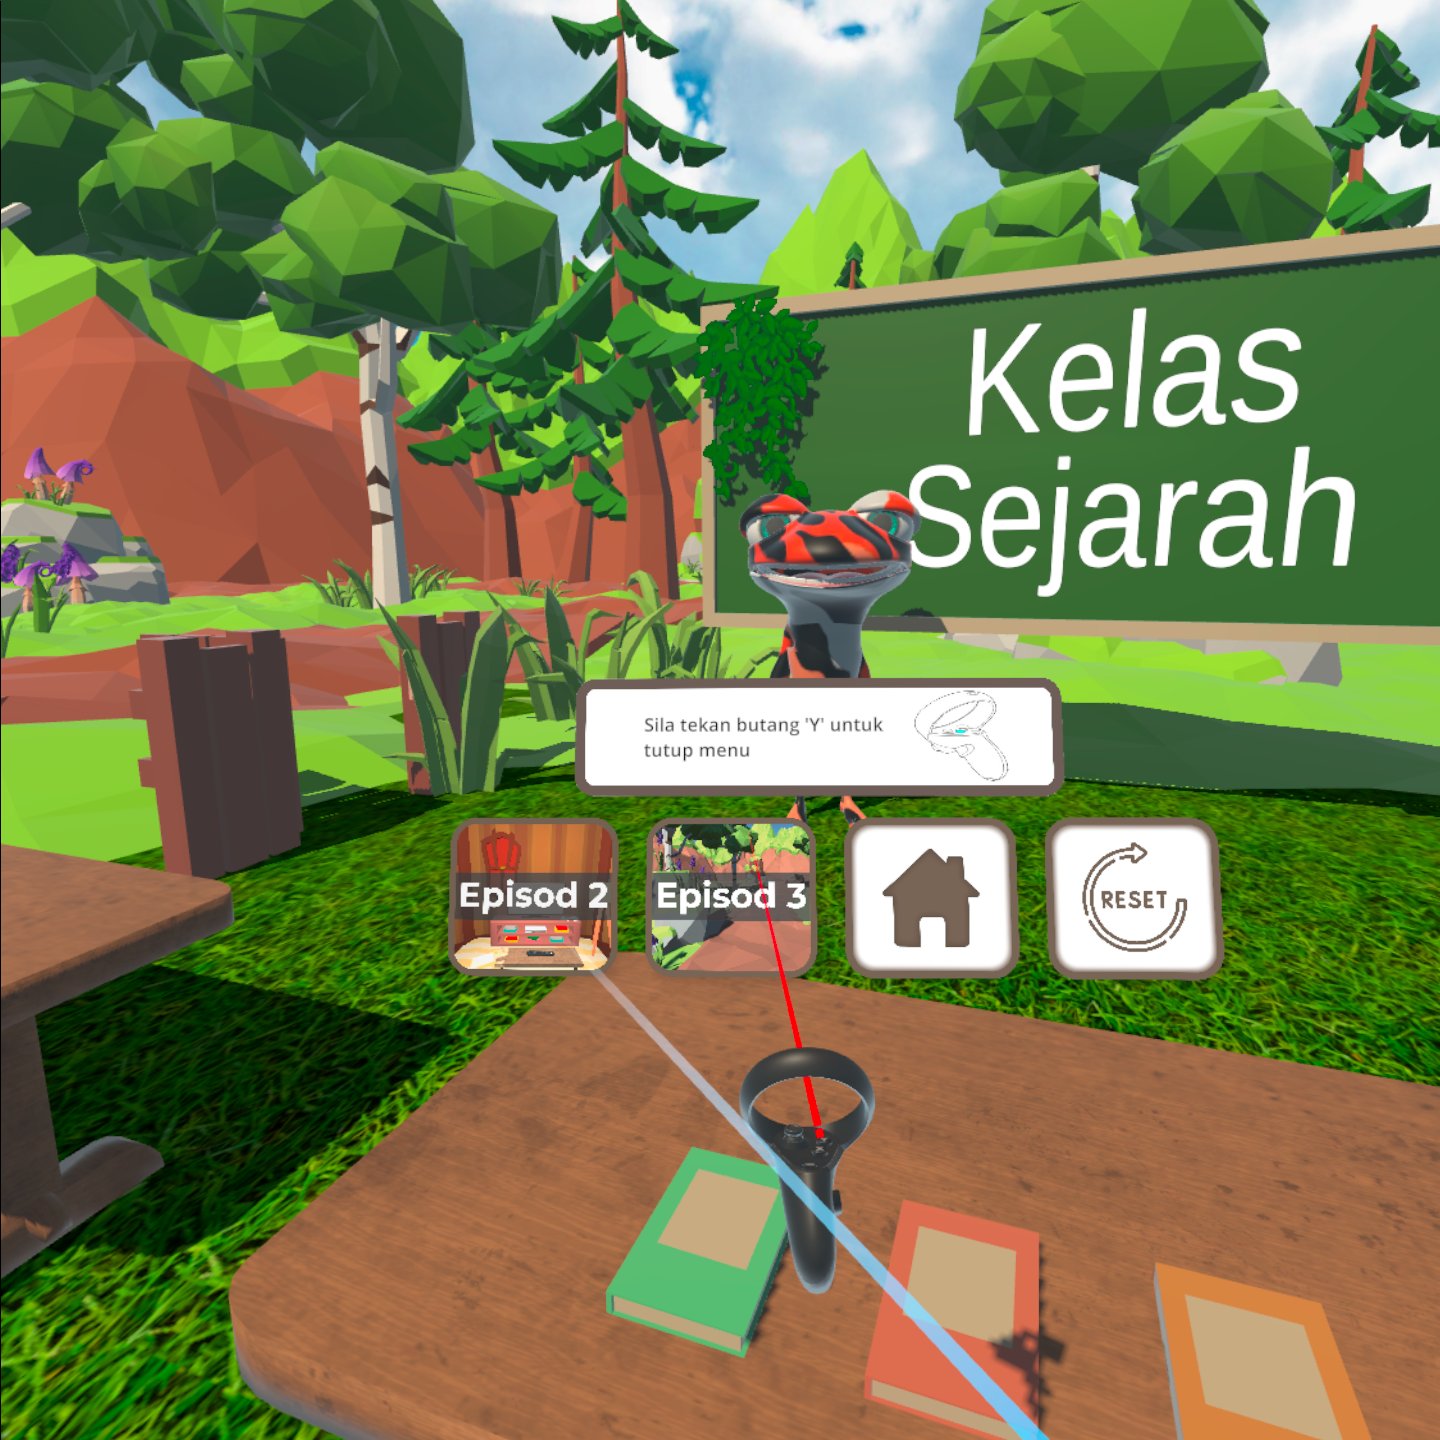 Kelas
Sejarah
Sila tekan butang 'Y' untuk
tutup menu
Episod 2
Episod 3
RESET